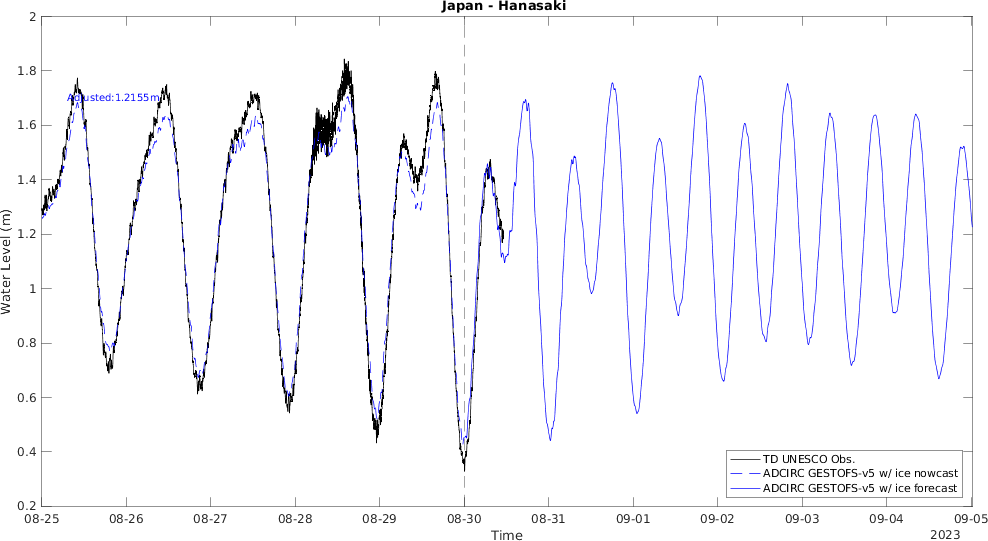 Japan - Hanasaki
2
1.8
1.6
1.4
1.2
1
0.8
0.6
0.4
0.2
Water Level (m)
Adjusted:1.2155m
TD UNESCO Obs.
ADCIRC GESTOFS-v5 w/ ice nowcast
ADCIRC GESTOFS-v5 w/ ice forecast
08-25 08-26 08-27 08-28 08-29 08-30 08-31 09-01 09-02 09-03 09-04 09-05
Time
2023